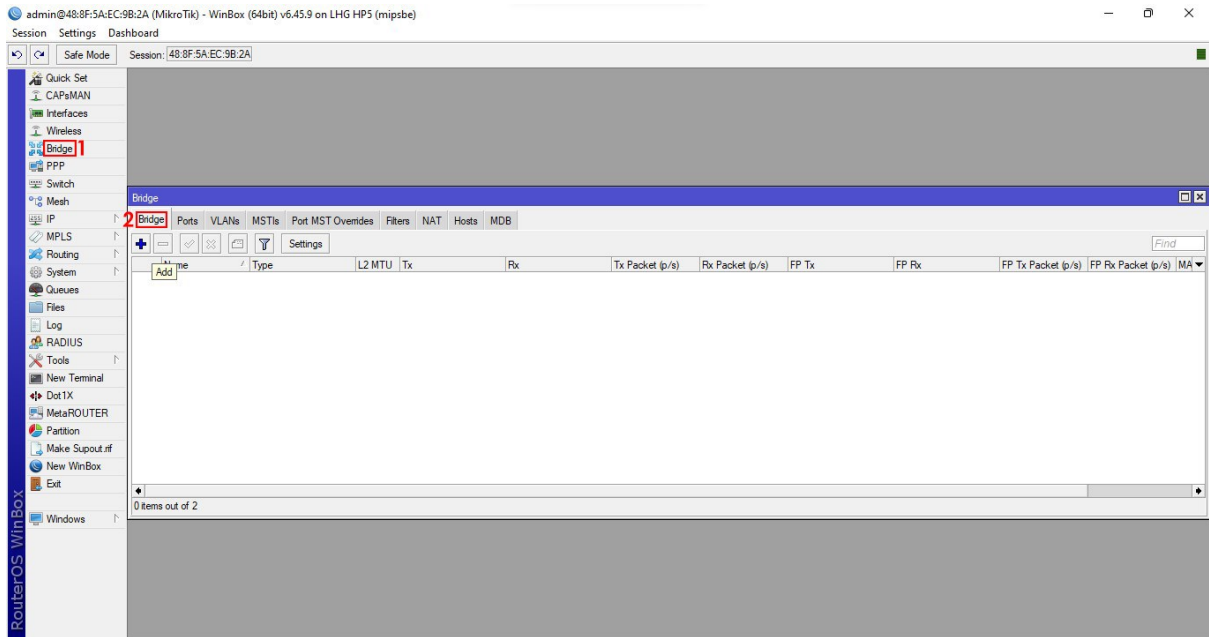 admin@48:8F:5A:EC:9B:2A (MikroTik) - WinBox (64bit) v6.45.9 on LHG HP5 (mipsbe)
Session Settings Dashboard
Safe Mode Session: 48:8F:5A:EC:9B:2A
Quick Set
CAPsMAN
Interfaces
Wireless
Bridge 1
PPP
Switch
Mesh
IP
MPLS
Routing
System
Queues
Files
Log
RADIUS
Tools
New Terminal
Dot1X
MetaROUTER
Partition
Make Supout.rif
New WinBox
Exit
Windows
RouterOS WinBox
Bridge
2 Bridge Ports VLANs MSTIs Port MST Overrides Filters NAT Hosts MDB
Settings Find
Type L2 MTU Tx Rx Tx Packet (p/s) Rx Packet (p/s) FP Tx FP Rx FP Tx Packet (p/s) FP Rx Packet (p/s)
Add
0 items out of 2